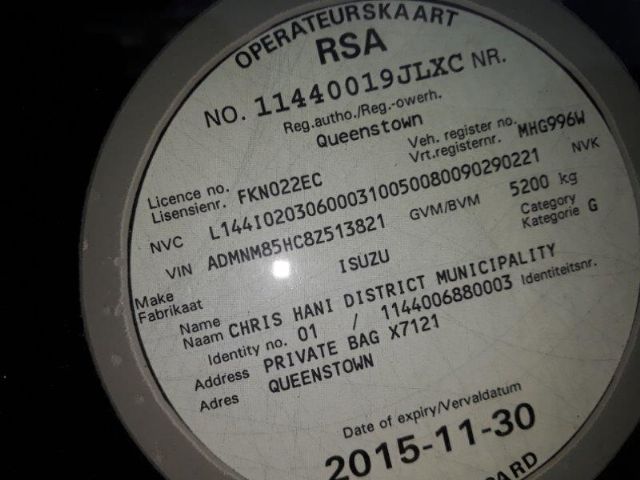 OPERATEURSKAART
RSA
NO. 11440019JLXC NR.
Reg.autho./Reg.-owerh.
Queenstown
Licence no. Veh. register no.
Lisensienr. FKN022EC Vrt.registernr. MHG996W
NVC L144I020306000310050080090290221 NVK
VIN ADMNM85HC8Z513821 GVM/BVM 5200 kg
Make ISUZU Category
Fabrikaat Kategorie G
Name
Naam CHRIS HANI DISTRICT MUNICIPALITY
Identity no. 01 / 1144006880003 Identiteitsnr.
Address PRIVATE BAG X7121
Adres QUEENSTOWN
Date of expiry/Vervaldatum
2015-11-30